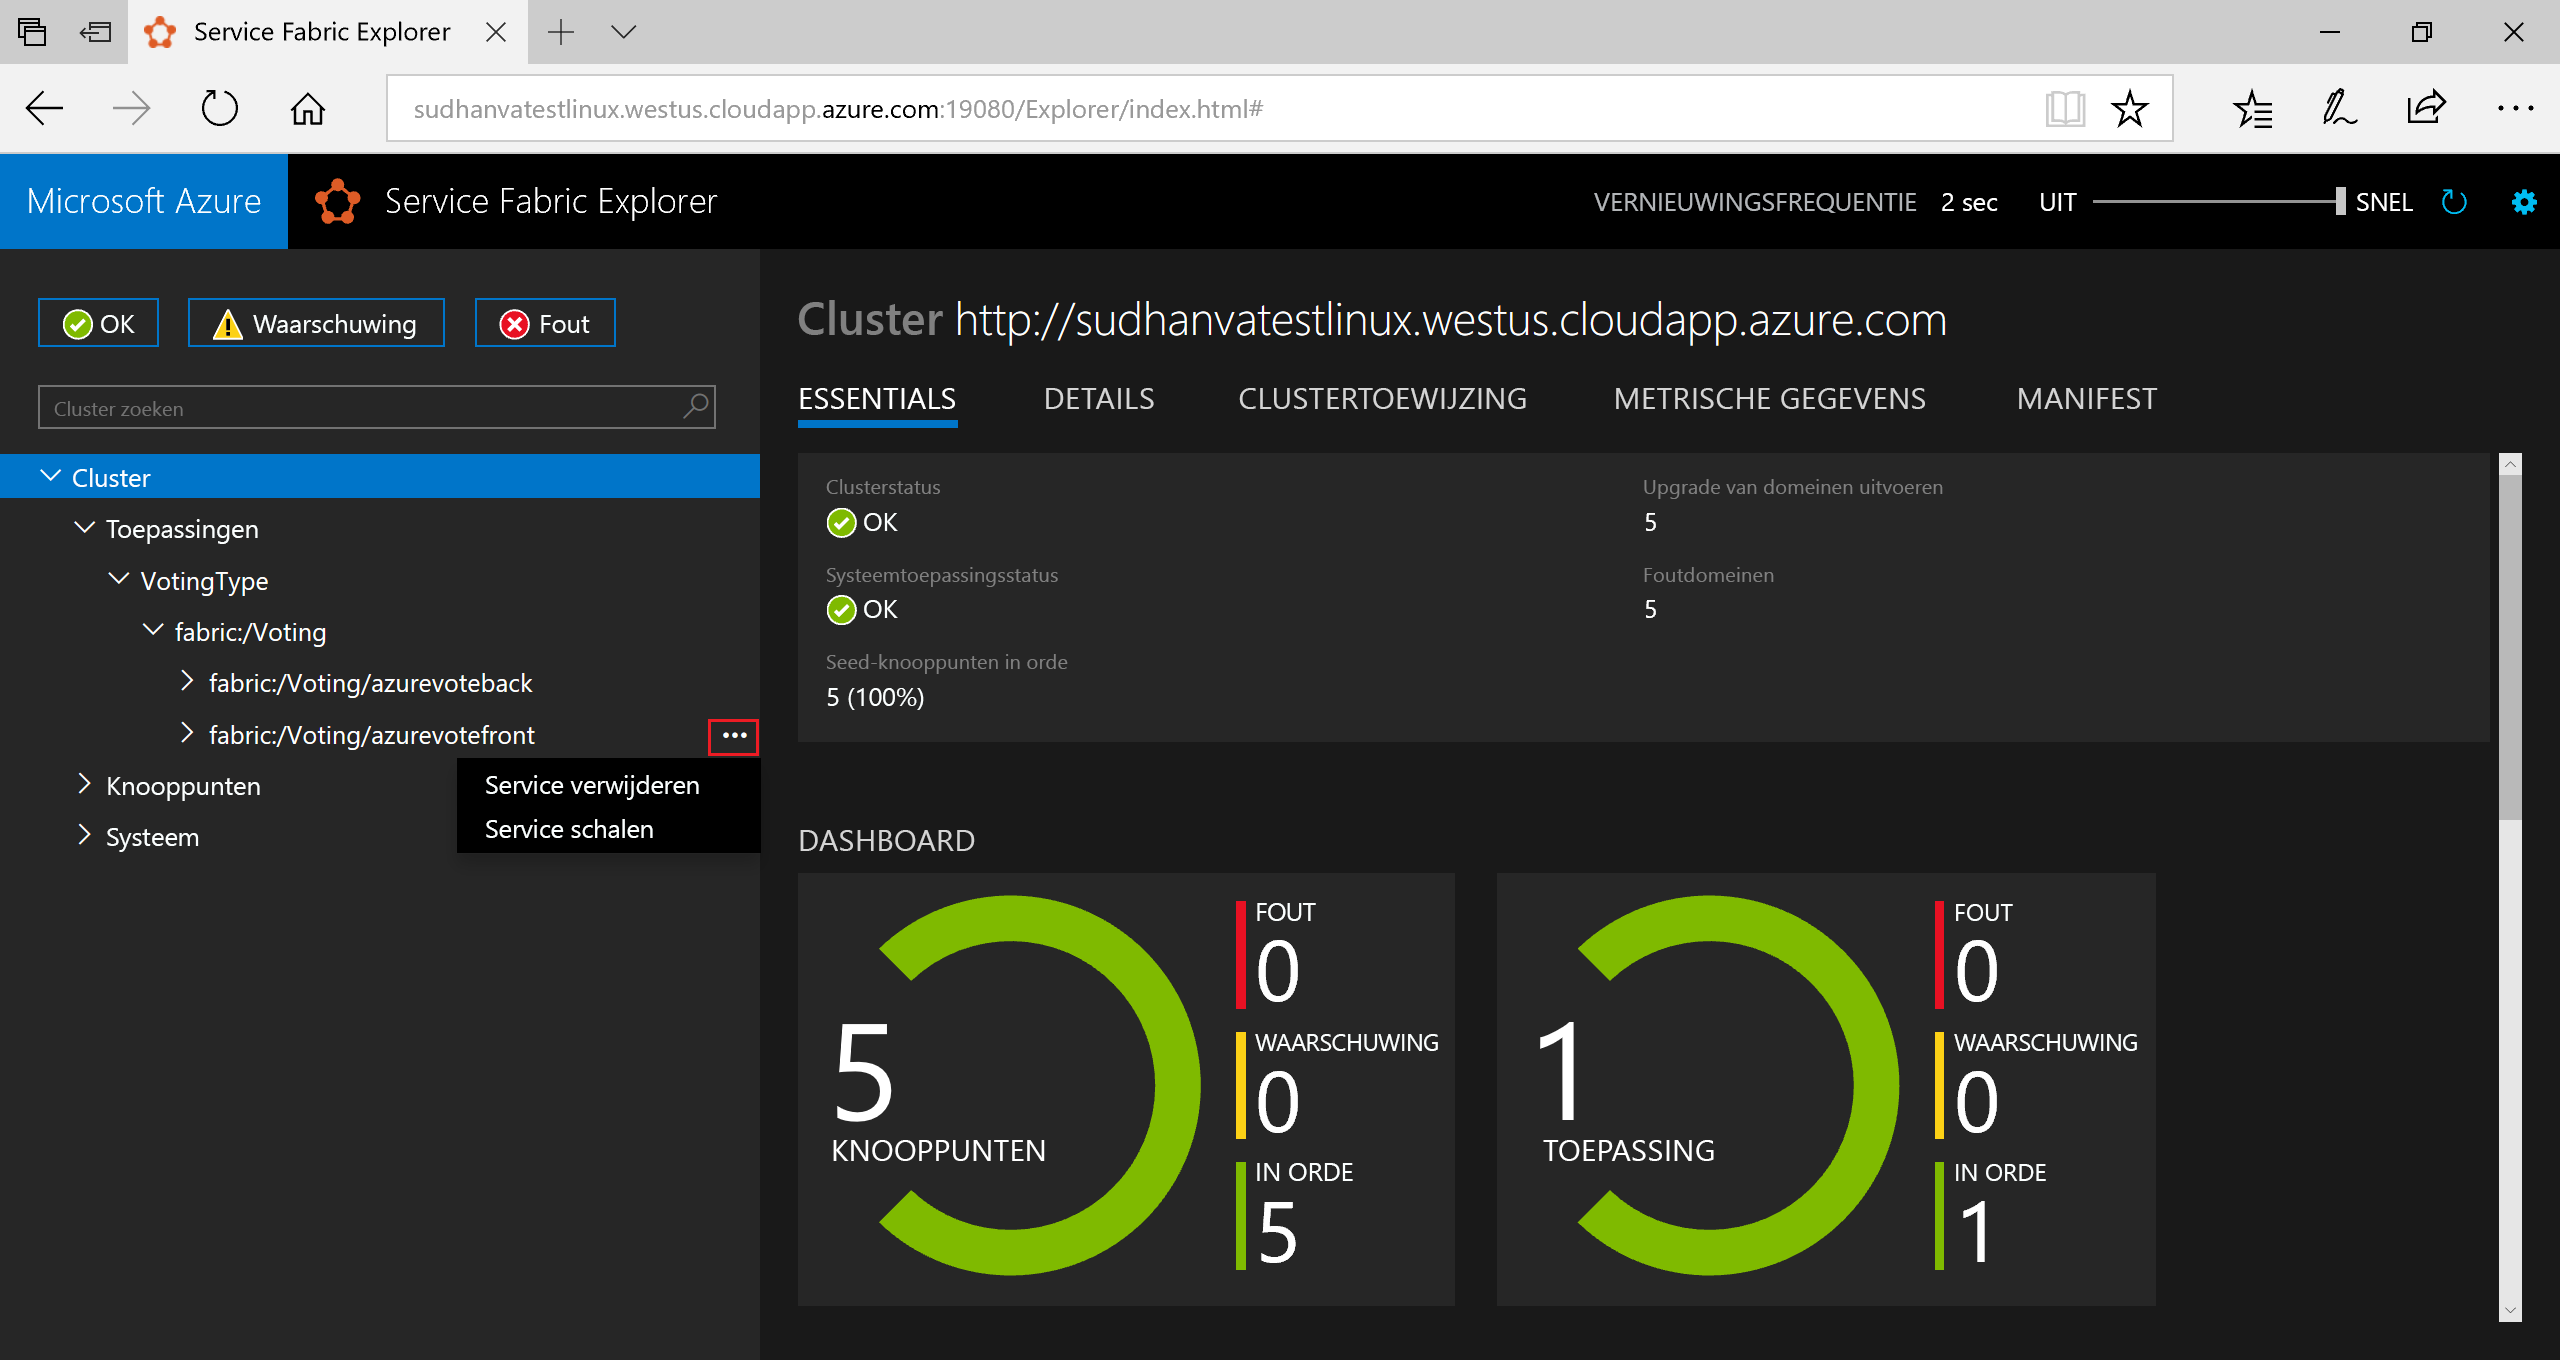 Service Fabric Explorer
sudhanvatestlinux.westus.cloudapp.azure.com:19080/Explorer/index.html#
Microsoft Azure
Service Fabric Explorer
VERNIEUWINGSFREQUENTIE 2 sec UIT SNEL
OK
Waarschuwing
Fout
Cluster zoeken
Cluster
Toepassingen
VotingType
fabric:/Voting
fabric:/Voting/azurevoteback
fabric:/Voting/azurevotefront
Service verwijderen
Service schalen
Knooppunten
Systeem
Cluster http://sudhanvatestlinux.westus.cloudapp.azure.com
ESSENTIALS DETAILS CLUSTERTOEWIJZING METRISCHE GEGEVENS MANIFEST
Clusterstatus
OK
Upgrade van domeinen uitvoeren
5
Systeemtoepassingsstatus
OK
Foutdomeinen
5
Seed-knooppunten in orde
5 (100%)
DASHBOARD
5
KNOOPPUNTEN
FOUT
0
WAARSCHUWING
0
IN ORDE
5
1
TOEPASSING
FOUT
0
WAARSCHUWING
0
IN ORDE
1